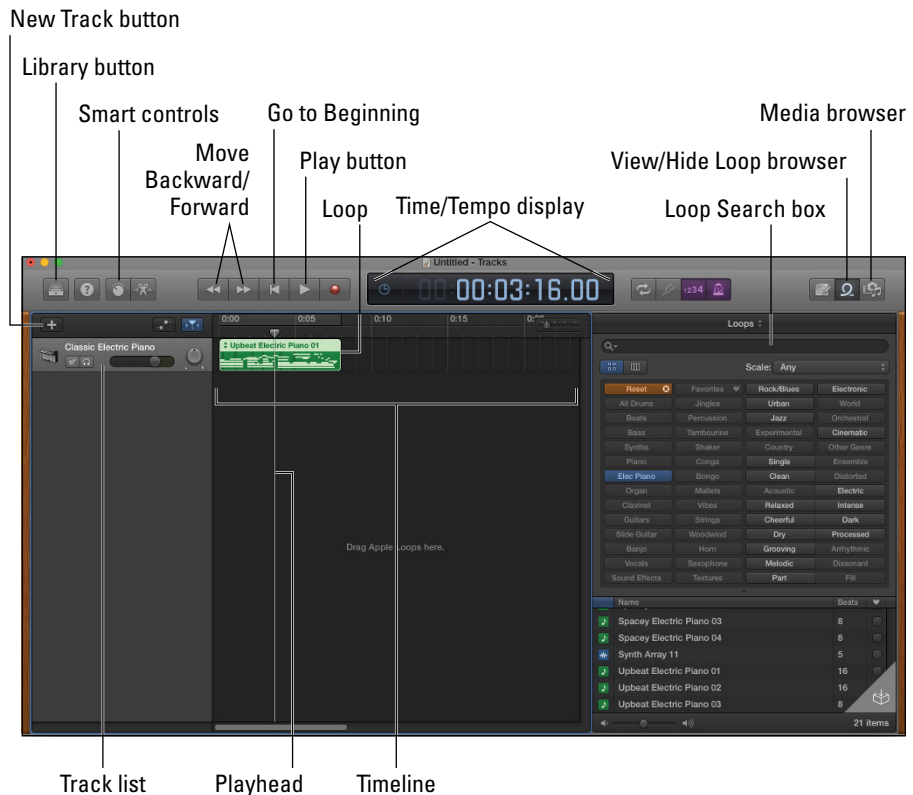 New Track button
Library button
Smart controls
Go to Beginning
Media browser
Move
Backward/
Forward
Play button
View/Hide Loop browser
Loop
Time/Tempo display
Loop Search box
Untitled - Tracks
00:03:16.00
1234
0:00
0:05
0:10
0:15
Loops
Classic Electric Piano
Upbeat Electric Piano 01
Scale: Any
Reset Favorites Rock/Blues Electronic
All Drums Jingles Urban World
Beats Percussion Jazz Orchestral
Bass Tambourine Experimental Cinematic
Synths Shaker Country Other Genre
Piano Conga Single Ensemble
Elec Piano Bongo Clean Distorted
Organ Mallets Acoustic Electric
Clavinet Vibes Relaxed Intense
Guitars Strings Cheerful Dark
Slide Guitar Woodwind Dry Processed
Banjo Horn Grooving Arrhythmic
Vocals Saxophone Melodic Dissonant
Sound Effects Textures Part Fill
Drag Apple Loops here.
Name Beats
Spacey Electric Piano 03 8
Spacey Electric Piano 04 8
Synth Array 11 5
Upbeat Electric Piano 01 16
Upbeat Electric Piano 02 16
Upbeat Electric Piano 03 8
21 items
Track list
Playhead
Timeline